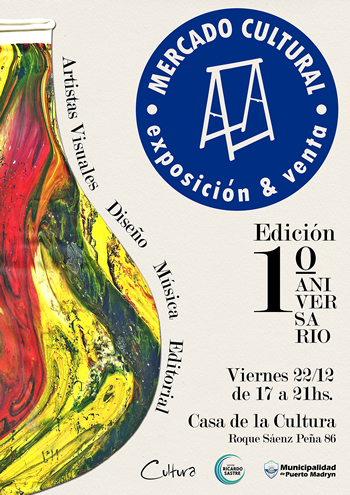 MERCADO CULTURAL
exposición & venta
Artistas Visuales Diseño Música Editorial
Edición
1º
ANI
VER
SA
RIO
Viernes 22/12
de 17 a 21hs.
Casa de la Cultura
Roque Sáenz Peña 86
Cultura
RICARDO
SASTRE
Municipalidad
de Puerto Madryn